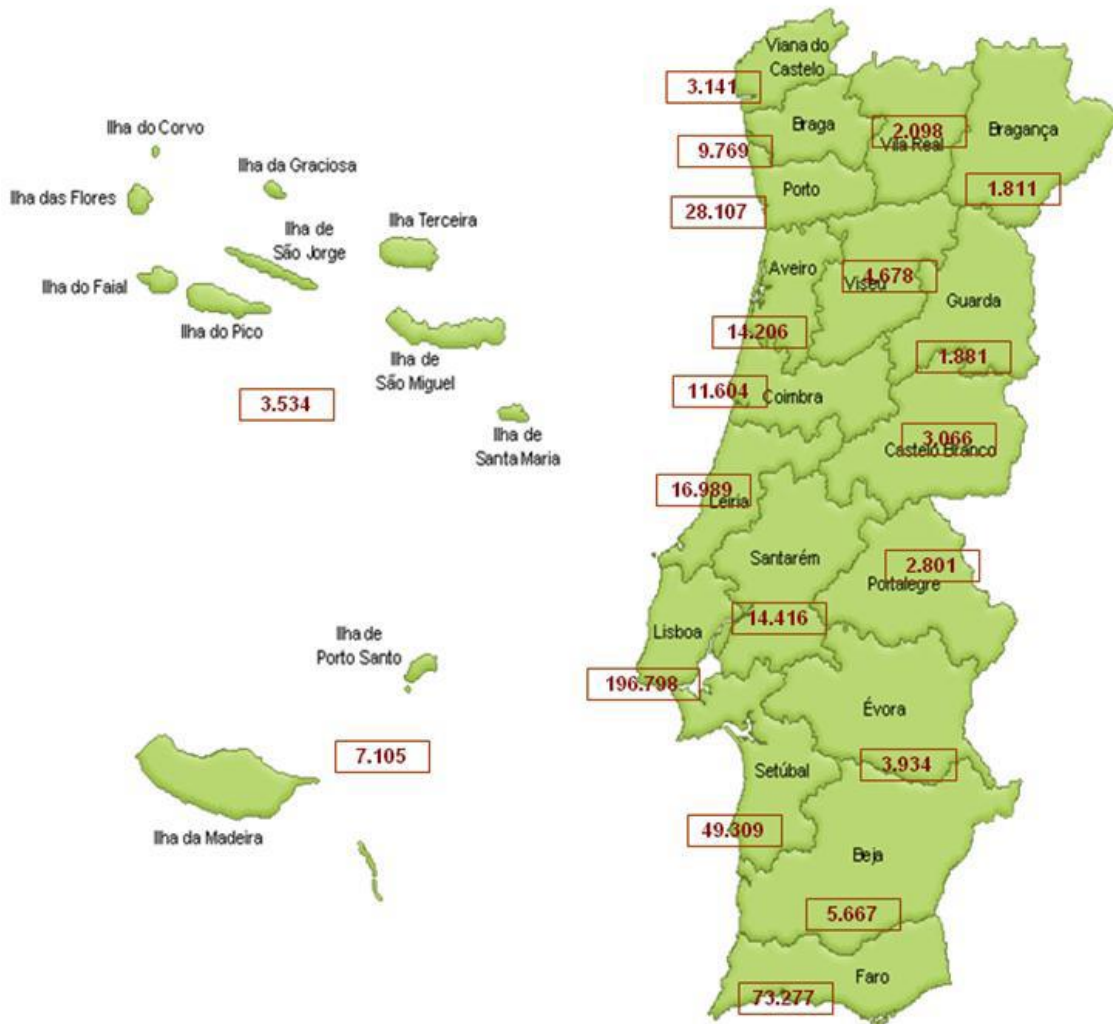 Viana do
Castelo
3.141
Braga
9.769
2.098
Vila Real
Bragança
1.811
Porto
28.107
Ilha do Corvo
Ilha da Graciosa
Ilha das Flores
Ilha de
São Jorge
Ilha Terceira
Ilha do Faial
Ilha do Pico
Ilha de
São Miguel
3.534
Ilha de
Santa Maria
Aveiro
14.206
4.678
Viseu
Guarda
1.881
11.604
Coimbra
3.066
Castelo Branco
16.989
Leiria
Santarém
14.416
2.801
Portalegre
Lisboa
196.798
Ilha de
Porto Santo
7.105
Ilha da Madeira
Évora
3.934
Setúbal
49.309
Beja
5.667
Faro
73.277